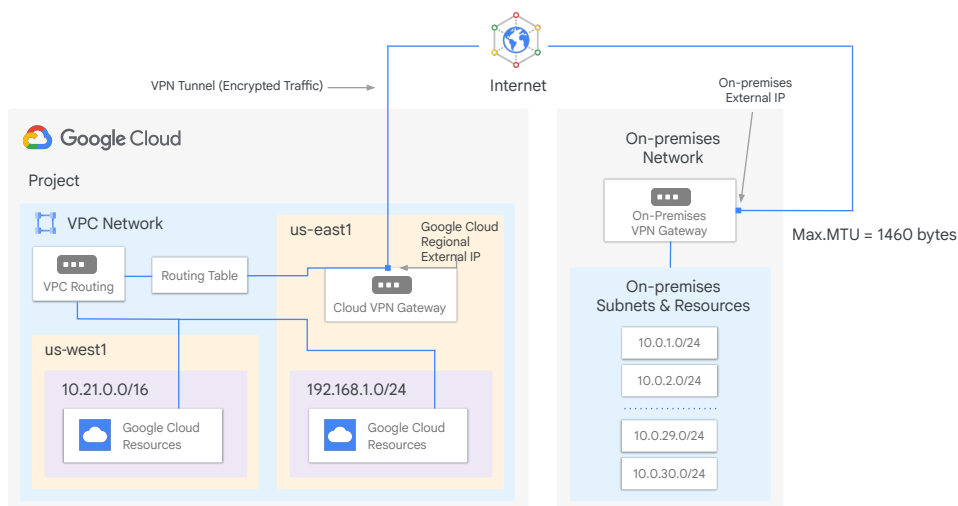 Internet
VPN Tunnel (Encrypted Traffic)
On-premises
External IP
Google Cloud
Project
VPC Network
VPC Routing
Routing Table
us-east1
Google Cloud
Regional
External IP
Cloud VPN Gateway
us-west1
10.21.0.0/16
Google Cloud
Resources
192.168.1.0/24
Google Cloud
Resources
On-premises
Network
On-Premises
VPN Gateway
Max.MTU = 1460 bytes
On-premises
Subnets & Resources
10.0.1.0/24
10.0.2.0/24
10.0.29.0/24
10.0.30.0/24